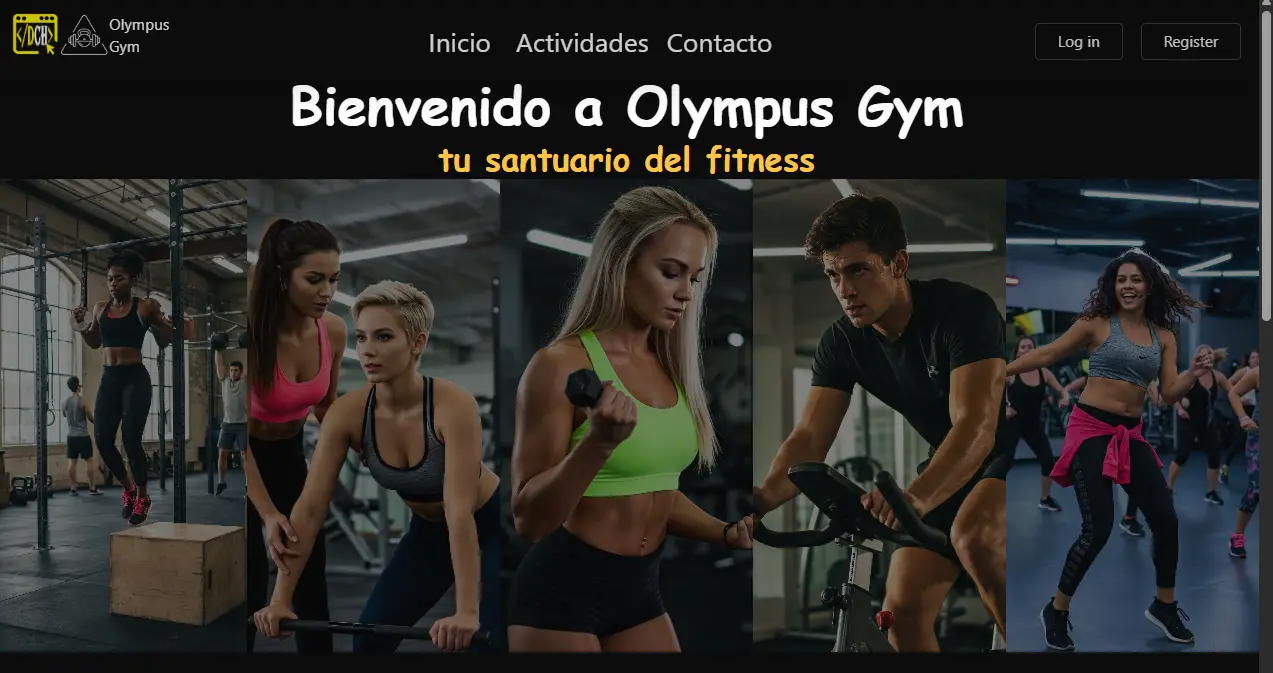 </DCH>
Olympus
Gym
Inicio Actividades Contacto
Log in Register
Bienvenido a Olympus Gym
tu santuario del fitness